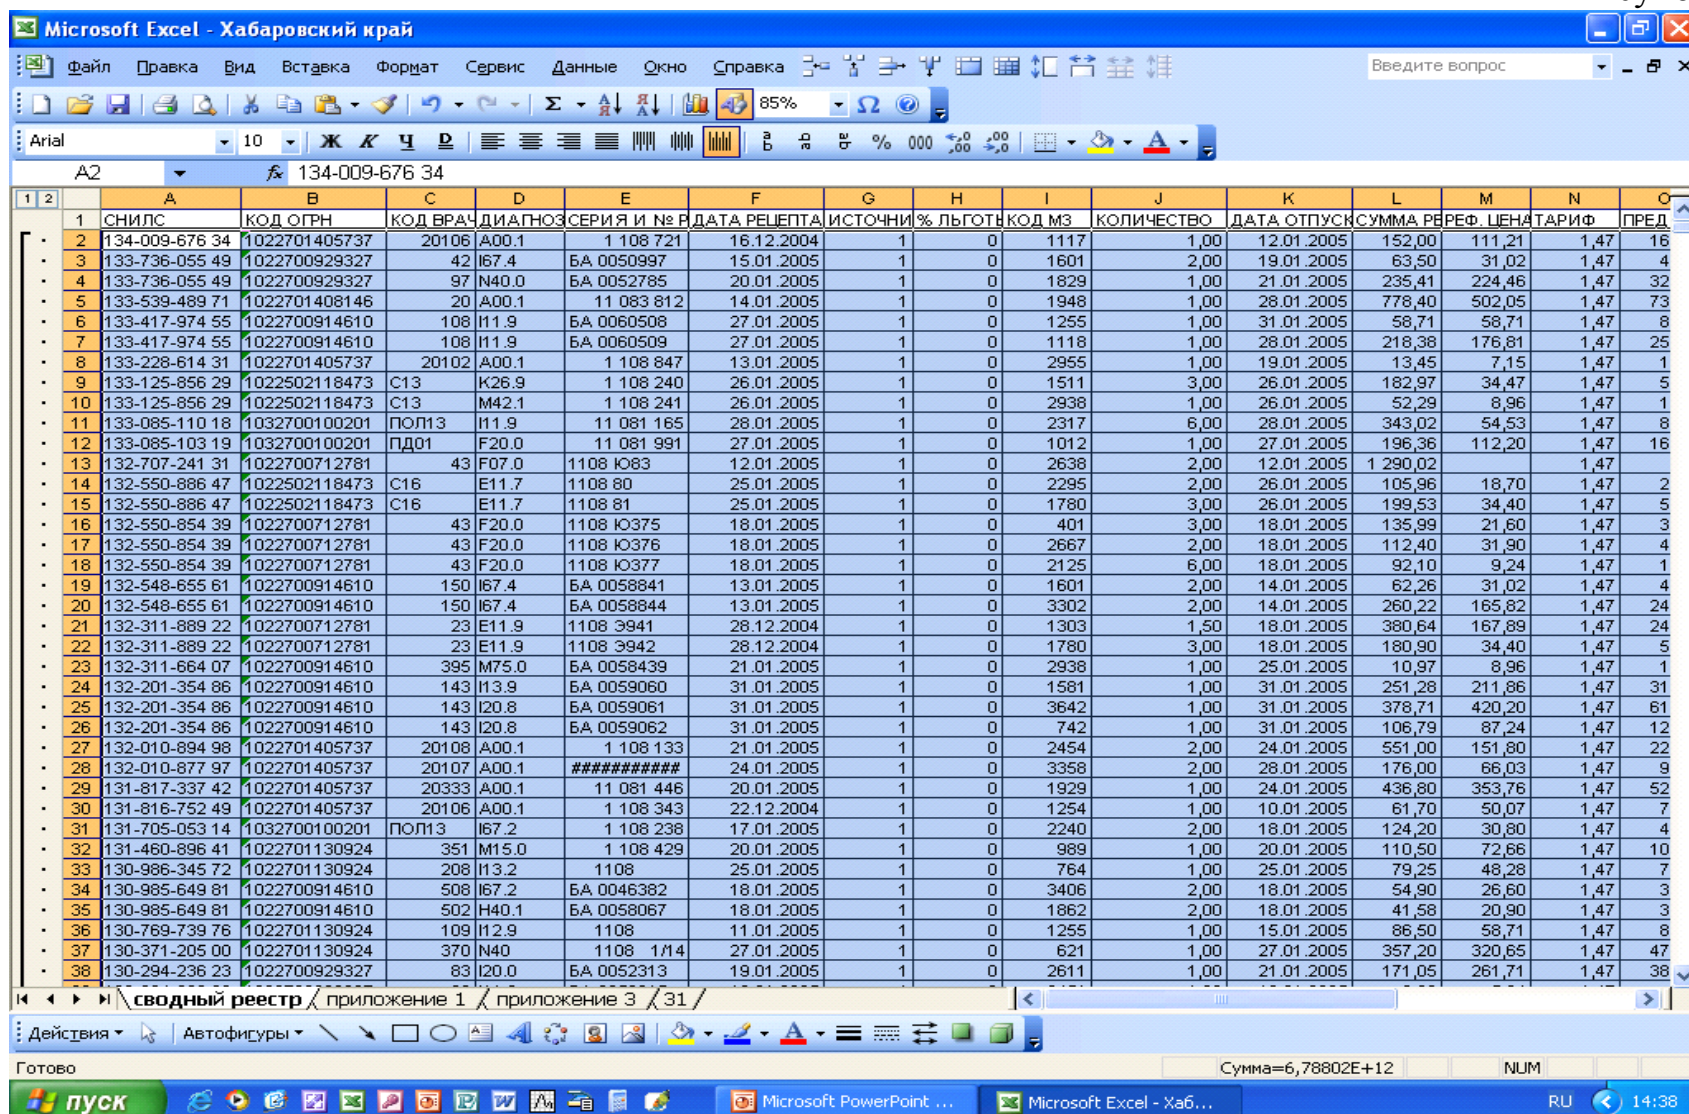 Microsoft Excel - Хабаровский край
Файл Правка Вид Вставка Формат Сервис Данные Окно Справка Введите вопрос
85%
Arial 10 Ж К Ч 000
A2 fx 134-009-676 34
1 2 A B C D E F G H I J K L M N O
1 СНИЛС КОД ОГРН КОД ВРАЧ ДИАГНОЗ СЕРИЯ И № Р ДАТА РЕЦЕПТА ИСТОЧНИ % ЛЬГОТЬ КОД МЗ КОЛИЧЕСТВО ДАТА ОТПУСК СУММА РЕ РЕФ. ЦЕНА ТАРИФ ПРЕД
2 134-009-676 34 1022701405737 20106 A00.1 1 108 721 16.12.2004 1 0 1117 1,00 12.01.2005 152,00 111,21 1,47 16
3 133-736-055 49 1022700929327 42 I67.4 БА 0050997 15.01.2005 1 0 1601 2,00 19.01.2005 63,50 31,02 1,47 4
4 133-736-055 49 1022700929327 97 N40.0 БА 0052785 20.01.2005 1 0 1829 1,00 21.01.2005 235,41 224,46 1,47 32
5 133-539-489 71 1022701408146 20 A00.1 11 083 812 14.01.2005 1 0 1948 1,00 28.01.2005 778,40 502,05 1,47 73
6 133-417-974 55 1022700914610 108 I11.9 БА 0060508 27.01.2005 1 0 1255 1,00 31.01.2005 58,71 58,71 1,47 8
7 133-417-974 55 1022700914610 108 I11.9 БА 0060509 27.01.2005 1 0 1118 1,00 28.01.2005 218,38 176,81 1,47 25
8 133-228-614 31 1022701405737 20102 A00.1 1 108 847 13.01.2005 1 0 2955 1,00 19.01.2005 13,45 7,15 1,47 1
9 133-125-856 29 1022502118473 С13 K26.9 1 108 240 26.01.2005 1 0 1511 3,00 26.01.2005 182,97 34,47 1,47 5
10 133-125-856 29 1022502118473 С13 M42.1 1 108 241 26.01.2005 1 0 2938 1,00 26.01.2005 52,29 8,96 1,47 1
11 133-085-110 18 1032700100201 ПОЛ13 I11.9 11 081 165 28.01.2005 1 0 2317 6,00 28.01.2005 343,02 54,53 1,47 8
12 133-085-103 19 1032700100201 ПД01 F20.0 11 081 991 27.01.2005 1 0 1012 1,00 27.01.2005 196,36 112,20 1,47 16
13 132-707-241 31 1022700712781 43 F07.0 1108 Ю83 12.01.2005 1 0 2638 2,00 12.01.2005 1 290,02 1,47
14 132-550-886 47 1022502118473 С16 E11.7 1108 80 25.01.2005 1 0 2295 2,00 26.01.2005 105,96 18,70 1,47 2
15 132-550-886 47 1022502118473 С16 E11.7 1108 81 25.01.2005 1 0 1780 3,00 26.01.2005 199,53 34,40 1,47 5
16 132-550-854 39 1022700712781 43 F20.0 1108 Ю375 18.01.2005 1 0 401 3,00 18.01.2005 135,99 21,60 1,47 3
17 132-550-854 39 1022700712781 43 F20.0 1108 Ю376 18.01.2005 1 0 2667 2,00 18.01.2005 112,40 31,90 1,47 4
18 132-550-854 39 1022700712781 43 F20.0 1108 Ю377 18.01.2005 1 0 2125 6,00 18.01.2005 92,10 9,24 1,47 1
19 132-548-655 61 1022700914610 150 I67.4 БА 0058841 13.01.2005 1 0 1601 2,00 14.01.2005 62,26 31,02 1,47 4
20 132-548-655 61 1022700914610 150 I67.4 БА 0058844 13.01.2005 1 0 3302 2,00 14.01.2005 260,22 165,82 1,47 24
21 132-311-889 22 1022700712781 23 E11.9 1108 Э941 28.12.2004 1 0 1303 1,50 18.01.2005 380,64 167,89 1,47 24
22 132-311-889 22 1022700712781 23 E11.9 1108 Э942 28.12.2004 1 0 1780 3,00 18.01.2005 180,90 34,40 1,47 5
23 132-311-664 07 1022700914610 395 M75.0 БА 0058439 21.01.2005 1 0 2938 1,00 25.01.2005 10,97 8,96 1,47 1
24 132-201-354 86 1022700914610 143 I13.9 БА 0059060 31.01.2005 1 0 1581 1,00 31.01.2005 251,28 211,86 1,47 31
25 132-201-354 86 1022700914610 143 I20.8 БА 0059061 31.01.2005 1 0 3642 1,00 31.01.2005 378,71 420,20 1,47 61
26 132-201-354 86 1022700914610 143 I20.8 БА 0059062 31.01.2005 1 0 742 1,00 31.01.2005 106,79 87,24 1,47 12
27 132-010-894 98 1022701405737 20108 A00.1 1 108 133 21.01.2005 1 0 2454 2,00 24.01.2005 551,00 151,80 1,47 22
28 132-010-877 97 1022701405737 20107 A00.1 ########### 24.01.2005 1 0 3358 2,00 28.01.2005 176,00 66,03 1,47 9
29 131-817-337 42 1022701405737 20333 A00.1 11 081 446 20.01.2005 1 0 1929 1,00 24.01.2005 436,80 353,76 1,47 52
30 131-816-752 49 1022701405737 20106 A00.1 1 108 343 22.12.2004 1 0 1254 1,00 10.01.2005 61,70 50,07 1,47 7
31 131-705-053 14 1032700100201 ПОЛ13 I67.2 1 108 238 17.01.2005 1 0 2240 2,00 18.01.2005 124,20 30,80 1,47 4
32 131-460-896 41 1022701130924 351 M15.0 1 108 429 20.01.2005 1 0 989 1,00 20.01.2005 110,50 72,66 1,47 10
33 130-986-345 72 1022701130924 208 I13.2 1108 25.01.2005 1 0 764 1,00 25.01.2005 79,25 48,28 1,47 7
34 130-985-649 81 1022700914610 508 I67.2 БА 0046382 18.01.2005 1 0 3406 2,00 18.01.2005 54,90 26,60 1,47 3
35 130-985-649 81 1022700914610 502 H40.1 БА 0058067 18.01.2005 1 0 1862 2,00 18.01.2005 41,58 20,90 1,47 3
36 130-769-739 76 1022701130924 109 I12.9 1108 11.01.2005 1 0 1255 1,00 15.01.2005 86,50 58,71 1,47 8
37 130-371-205 00 1022701130924 370 N40 1108 1/14 27.01.2005 1 0 621 1,00 27.01.2005 357,20 320,65 1,47 47
38 130-294-236 23 1022700929327 83 I20.0 БА 0052313 19.01.2005 1 0 2611 1,00 21.01.2005 171,05 261,71 1,47 38
сводный реестр приложение 1 приложение 3 31
Действия Автофигуры
Готово Сумма=6,78802E+12 NUM
пуск Microsoft PowerPoint ... Microsoft Excel - Хаб... RU 14:38